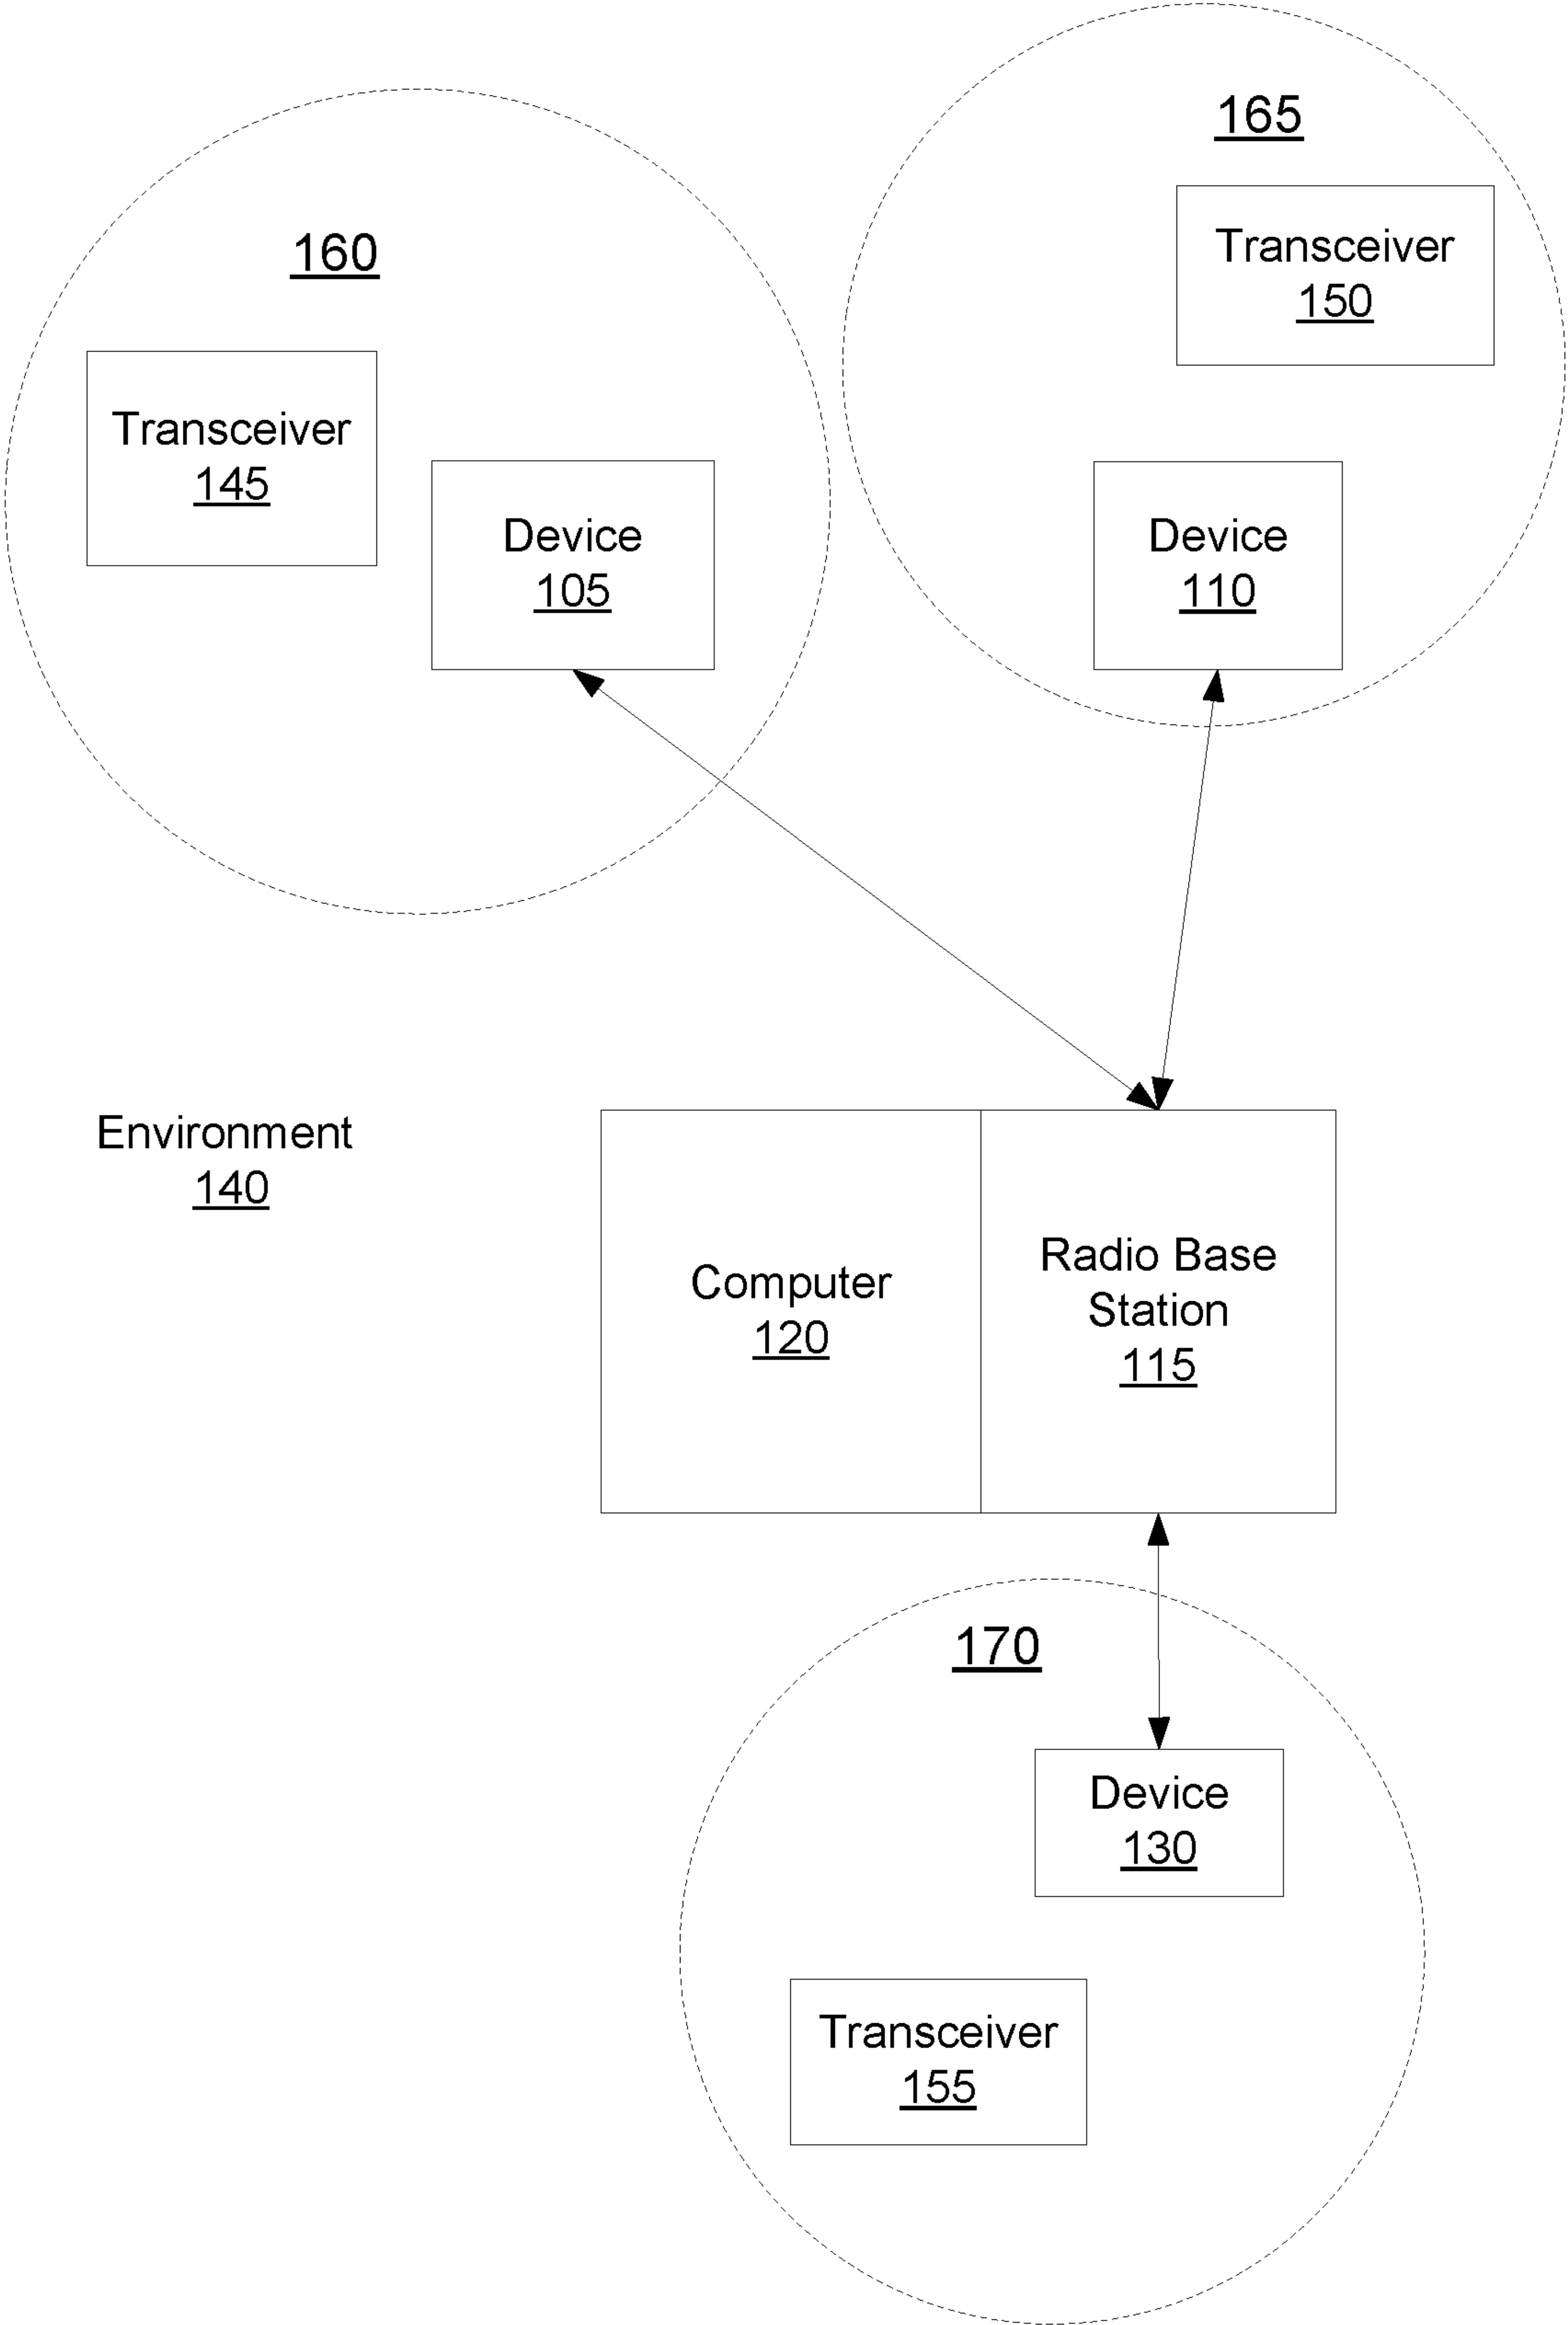 165
Transceiver
150
160
Transceiver
145
Device
105
Device
110
Environment
140
Computer
120
Radio Base
Station
115
170
Device
130
Transceiver
155